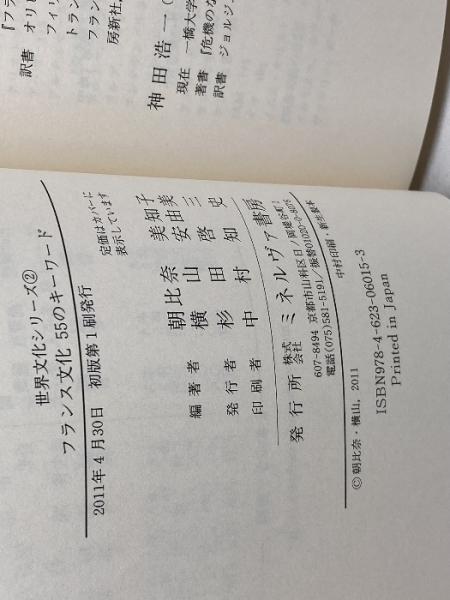 『フラ
房新社、
訳書 オリビ
フィリ
トラン
フラン
神田浩一（
現在 一橋大学
著書 『危機のな
訳書 ジョルジ
世界文化シリーズ②
フランス文化 55のキーワード
2011年4月30日 初版第1刷発行
定価はカバーに
表示しています
編著者 朝比奈美知子
横山安由美
発行者 杉田啓三
印刷者 中村知史
発行所 株式会社 ミネルヴァ書房
607-8494 京都市山科区日ノ岡堤谷町1
電話(075)581-5191/振替01020-0-8076
© 朝比奈・横山, 2011
中村印刷・新生製本
ISBN978-4-623-06015-3
Printed in Japan